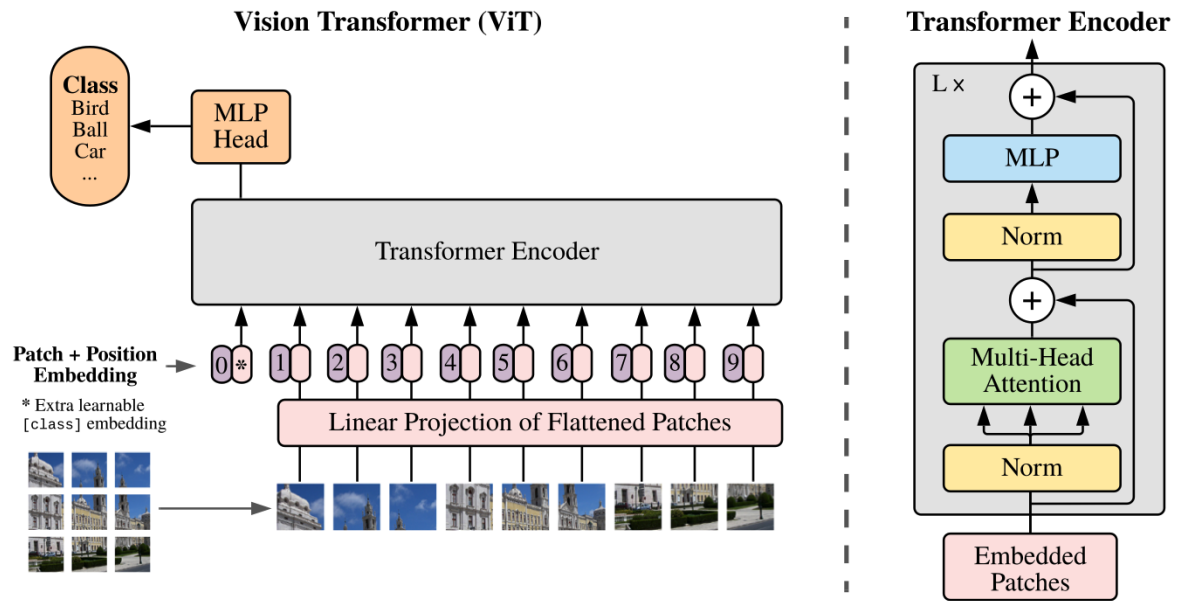 Vision Transformer (ViT)
Class
Bird
Ball
Car
...
MLP
Head
Transformer Encoder
Patch + Position
Embedding
* Extra learnable
[class] embedding
0 * 1 2 3 4 5 6 7 8 9
Linear Projection of Flattened Patches
Transformer Encoder
L ×
+
MLP
Norm
+
Multi-Head
Attention
Norm
Embedded
Patches